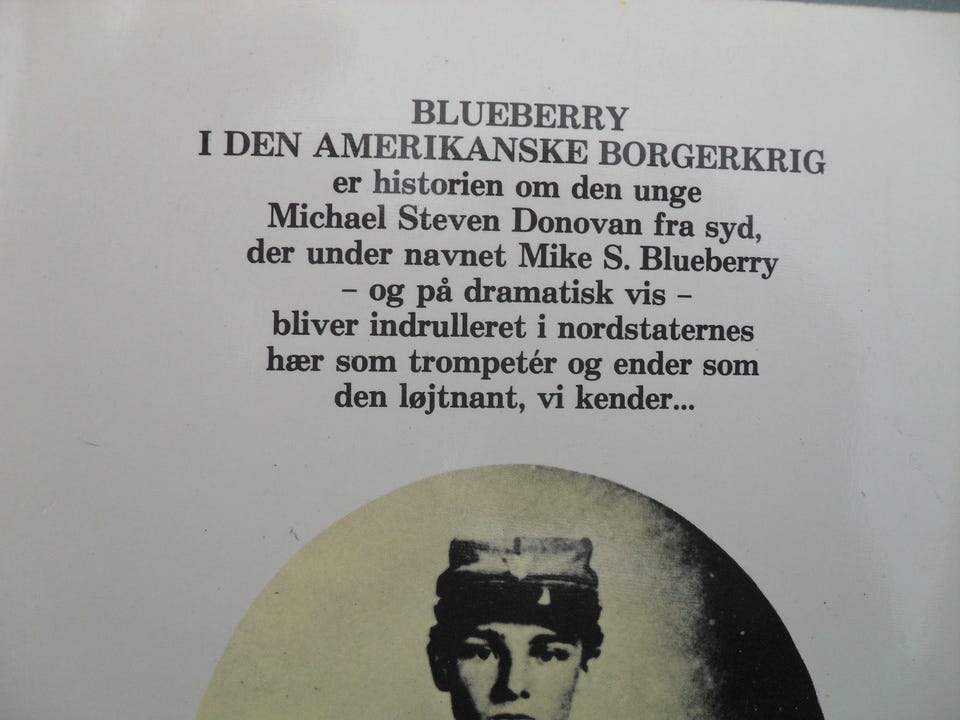 BLUEBERRY
I DEN AMERIKANSKE BORGERKRIG
er historien om den unge
Michael Steven Donovan fra syd,
der under navnet Mike S. Blueberry
– og på dramatisk vis –
bliver indrulleret i nordstaternes
hær som trompetér og ender som
den løjtnant, vi kender...